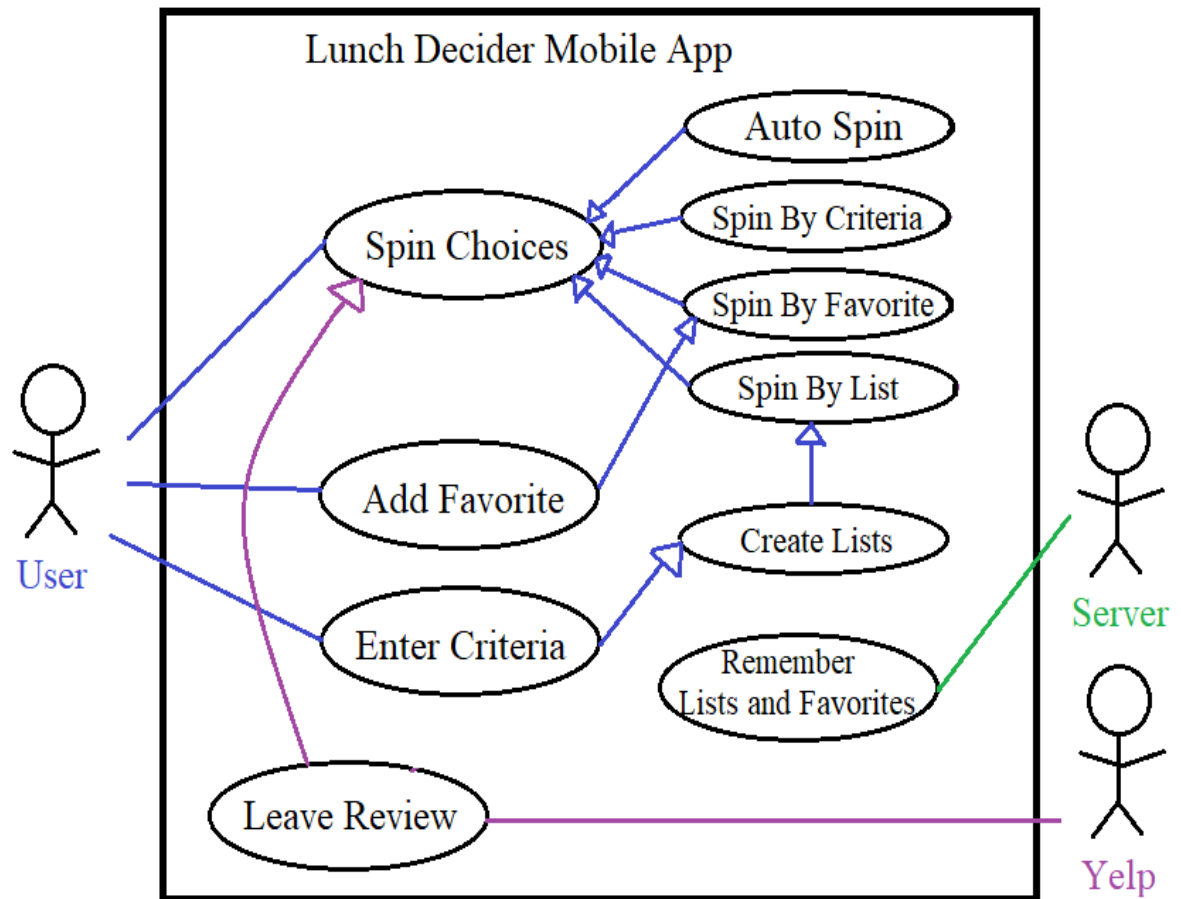 Lunch Decider Mobile App
Auto Spin
Spin By Criteria
Spin Choices
Spin By Favorite
Spin By List
Add Favorite
Create Lists
User
Server
Enter Criteria
Remember
Lists and Favorites
Leave Review
Yelp